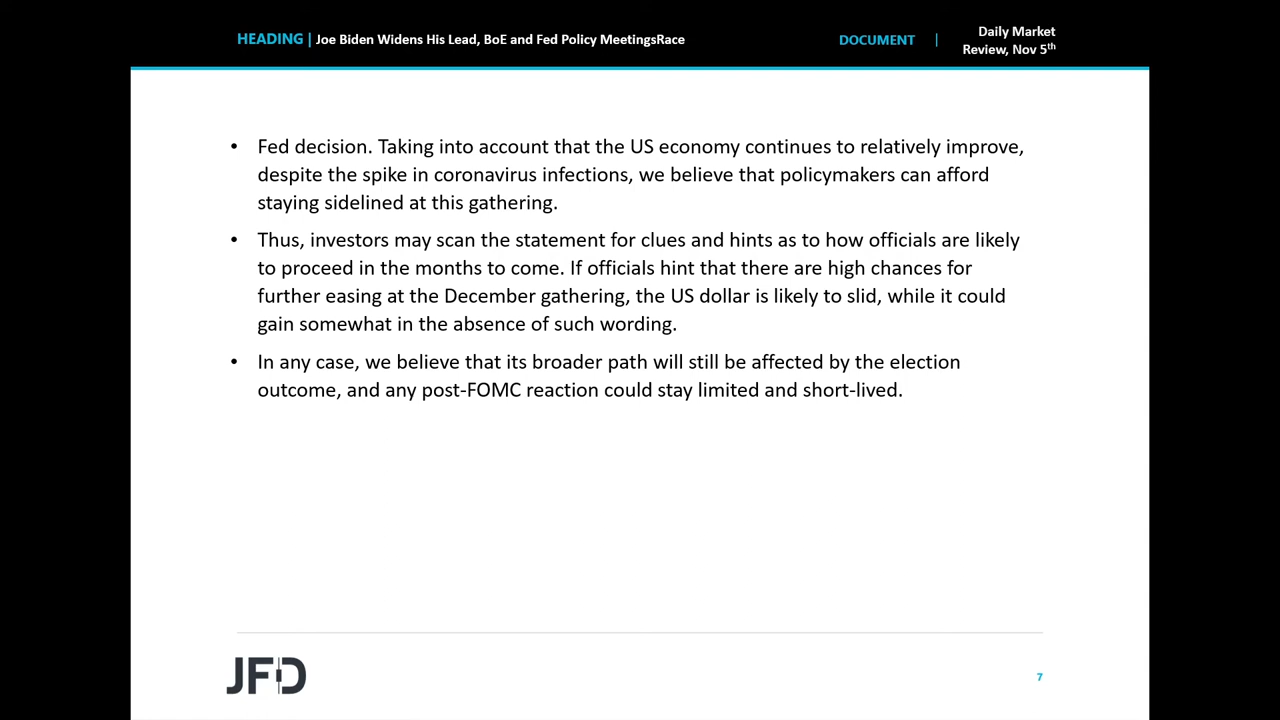 HEADING | Joe Biden Widens His Lead, BoE and Fed Policy MeetingsRace
DOCUMENT |
Daily Market
Review, Nov 5th
• Fed decision. Taking into account that the US economy continues to relatively improve,
despite the spike in coronavirus infections, we believe that policymakers can afford
staying sidelined at this gathering.
• Thus, investors may scan the statement for clues and hints as to how officials are likely
to proceed in the months to come. If officials hint that there are high chances for
further easing at the December gathering, the US dollar is likely to slid, while it could
gain somewhat in the absence of such wording.
• In any case, we believe that its broader path will still be affected by the election
outcome, and any post-FOMC reaction could stay limited and short-lived.
JFD
7